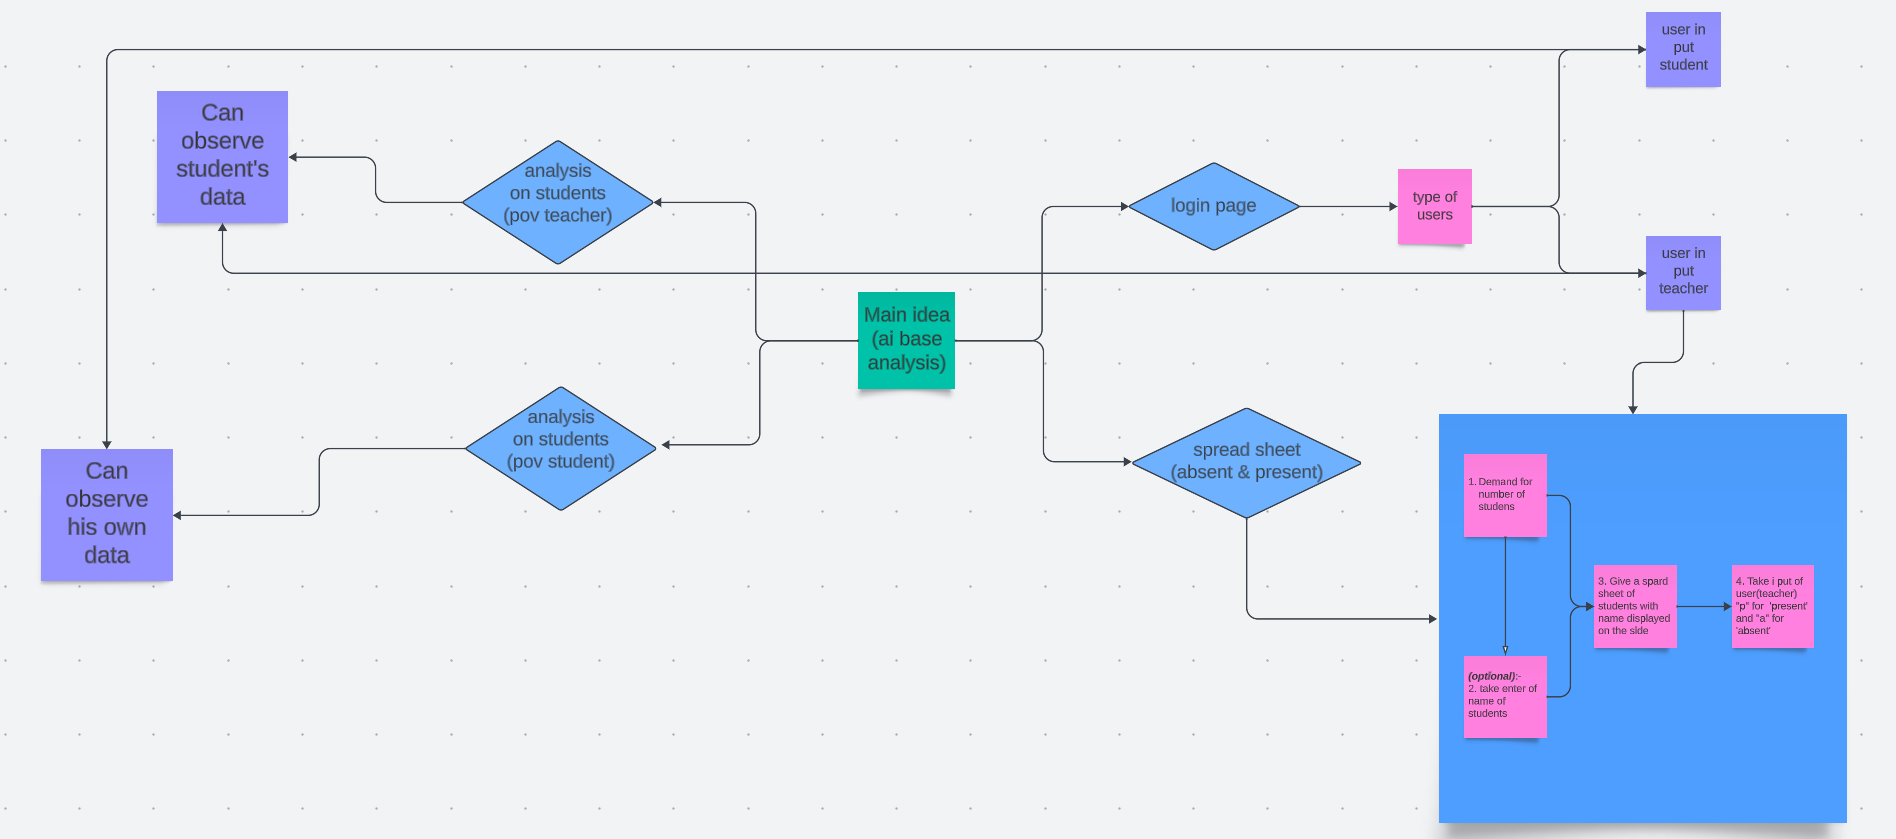 user in
put
student
Can
observe
student's
data
analysis
on students
(pov teacher)
login page
type of
users
user in
put
teacher
Main idea
(ai base
analysis)
analysis
on students
(pov student)
spread sheet
(absent & present)
Can
observe
his own
data
1. Demand for
number of
studens
3. Give a spard
sheet of
students with
name displayed
on the slde
4. Take i put of
user(teacher)
"p" for 'present'
and "a" for
'absent'
(optional):-
2. take enter of
name of
students